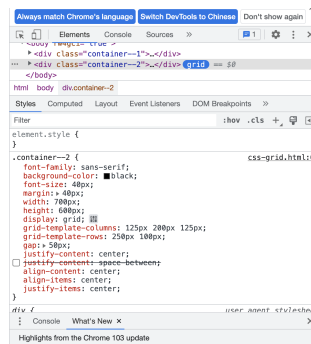 Always match Chrome's language Switch DevTools to Chinese Don't show again
Elements Console Sources » 1
<body rw4gci="true">
<div class="container--1">…</div>
… <div class="container--2">…</div> grid == $0
</body>
html body div.container--2
Styles Computed Layout Event Listeners DOM Breakpoints »
Filter :hov .cls +
element.style {
}
.container--2 { css-grid.html:
font-family: sans-serif;
background-color: black;
font-size: 40px;
margin: 40px;
width: 700px;
height: 600px;
display: grid;
grid-template-columns: 125px 200px 125px;
grid-template-rows: 250px 100px;
gap: 50px;
justify-content: center;
justify-content: space-between;
align-content: center;
align-items: center;
justify-items: center;
}
div { user agent styleshe
Console What's New ×
Highlights from the Chrome 103 update